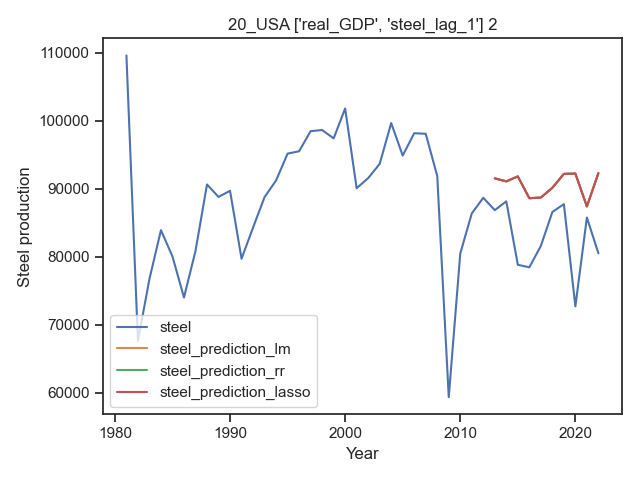 20_USA ['real_GDP', 'steel_lag_1'] 2
110000
100000
90000
80000
70000
60000
Steel production
steel
steel_prediction_lm
steel_prediction_rr
steel_prediction_lasso
1980
1990
2000
2010
2020
Year